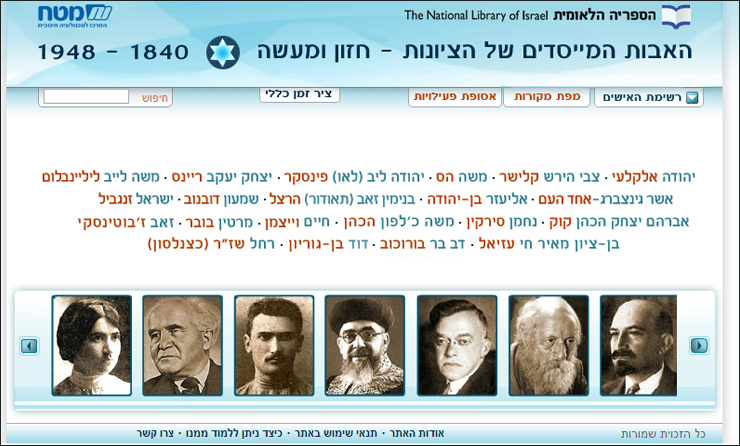 מטח
המרכז לטכנולוגיה חינוכית
הספריה הלאומית The National Library of Israel
האבות המייסדים של הציונות - חזון ומעשה 1840 - 1948
רשימת האישים מפת מקורות אסופת פעילויות ציר זמן כללי חיפוש
יהודה אלקלעי · צבי הירש קלישר · משה הס · יהודה ליב (לאו) פינסקר · יצחק יעקב ריינס · משה לייב ליליינבלום
אשר גינצברג-אחד העם · אליעזר בן-יהודה · בנימין זאב (תאודור) הרצל · שמעון דובנוב · ישראל זנגביל
אברהם יצחק הכהן קוק · נחמן סירקין · משה כ'לפון הכהן · חיים וייצמן · מרטין בובר · זאב ז'בוטינסקי
בן-ציון מאיר חי עזיאל · דב בר בורוכוב · דוד בן-גוריון · רחל שז"ר (כצנלסון)
כל הזכויות שמורות אודות האתר · תנאי שימוש באתר · כיצד ניתן ללמוד ממנו · צרו קשר